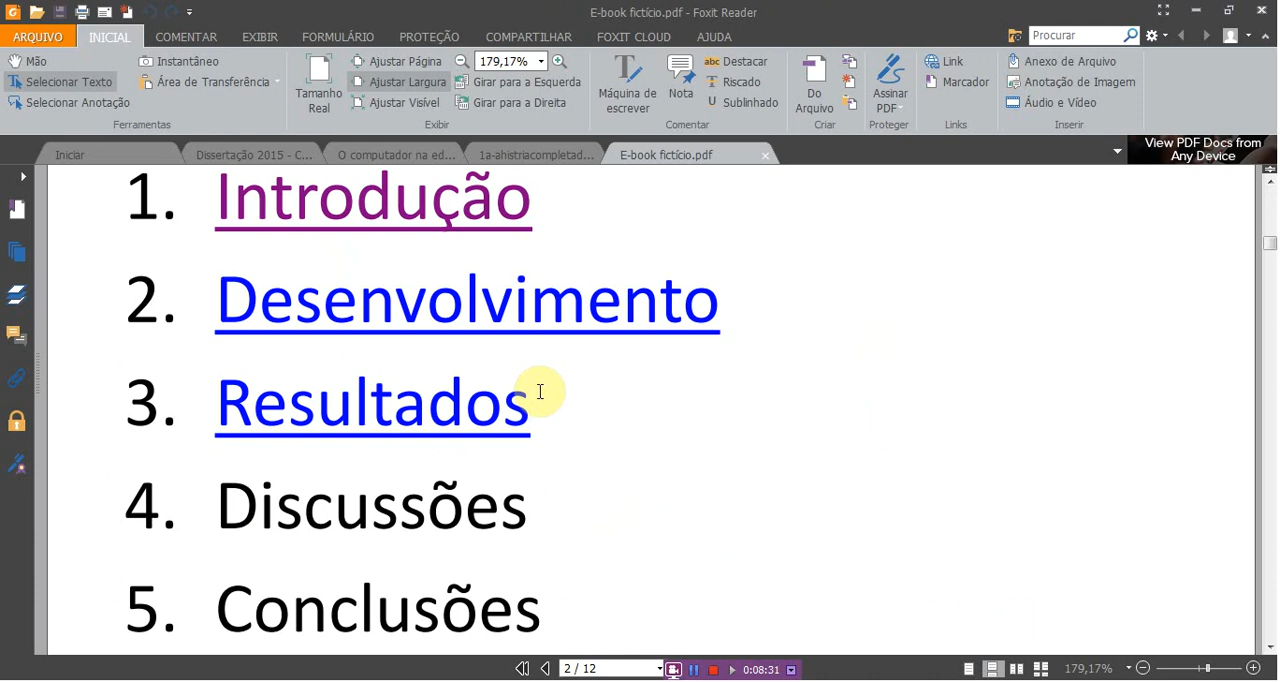 E-book fictício.pdf - Foxit Reader
ARQUIVO INICIAL COMENTAR EXIBIR FORMULÁRIO PROTEÇÃO COMPARTILHAR FOXIT CLOUD AJUDA Procurar
Mão
Selecionar Texto
Selecionar Anotação
Instantâneo
Área de Transferência
Ferramentas
Tamanho
Real
Ajustar Página
Ajustar Largura
Ajustar Visível
179,17%
Girar para a Esquerda
Girar para a Direita
Exibir
Máquina de
escrever
Nota
abc Destacar
T Riscado
U Sublinhado
Comentar
Do
Arquivo
Criar
Assinar
PDF
Proteger
Link
Marcador
Links
Anexo de Arquivo
Anotação de Imagem
Áudio e Vídeo
Inserir
Iniciar
Dissertação 2015 - C...
O computador na ed...
1a-ahistriacompletad...
E-book fictício.pdf
View PDF Docs from
Any Device
1. Introdução
2. Desenvolvimento
3. Resultados
4. Discussões
5. Conclusões
2 / 12
0:08:31
179,17%